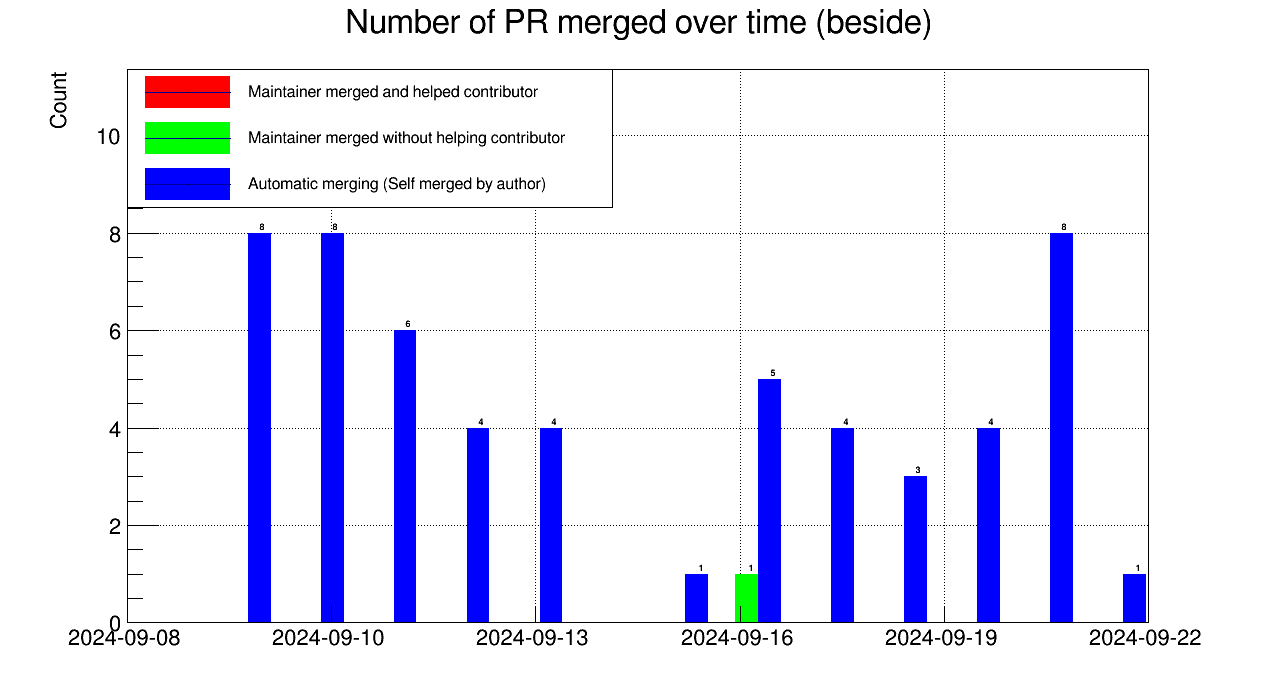 Number of PR merged over time (beside)
Count
Maintainer merged and helped contributor
Maintainer merged without helping contributor
Automatic merging (Self merged by author)
10
8
6
4
2
0
8 8 6 4 4 1 1 5 4 3 4 8 1
2024-09-08 2024-09-10 2024-09-13 2024-09-16 2024-09-19 2024-09-22